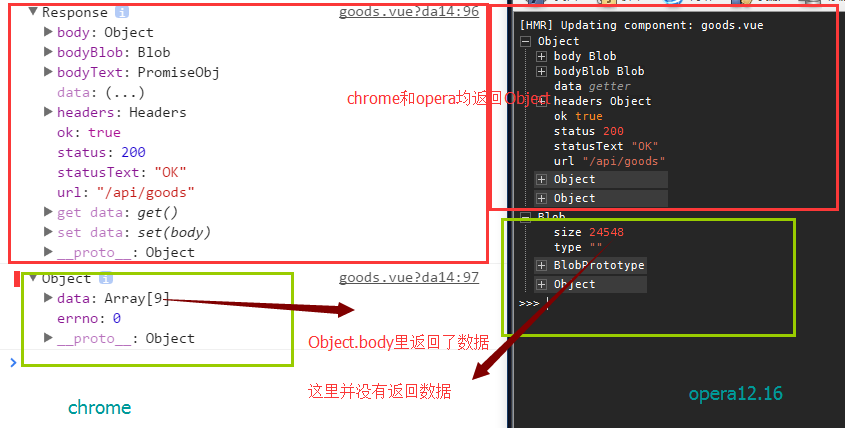 Response i
goods.vue?da14:96
body: Object
bodyBlob: Blob
bodyText: PromiseObj
data: (...)
headers: Headers
ok: true
status: 200
statusText: "OK"
url: "/api/goods"
get data: get()
set data: set(body)
__proto__: Object
Object i
goods.vue?da14:97
data: Array[9]
errno: 0
__proto__: Object
>
chrome
chrome和opera均返回Object
Object.body里返回了数据
这里并没有返回数据
[HMR] Updating component: goods.vue
Object
body Blob
bodyBlob Blob
data getter
headers Object
ok true
status 200
statusText "OK"
url "/api/goods"
Object
Object
Blob
size 24548
type ""
BlobPrototype
Object
>>>
opera12.16